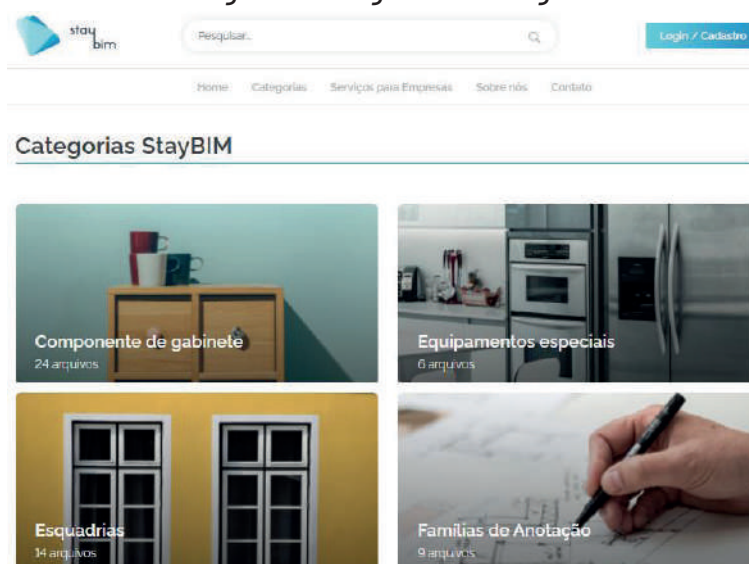 stay
bim
Pesquisar...
Login / Cadastro
Home Categorias Serviços para Empresas Sobre nós Contato
Categorias StayBIM
Componente de gabinete
24 arquivos
Equipamentos especiais
6 arquivos
Esquadrias
14 arquivos
Famílias de Anotação
9 arquivos